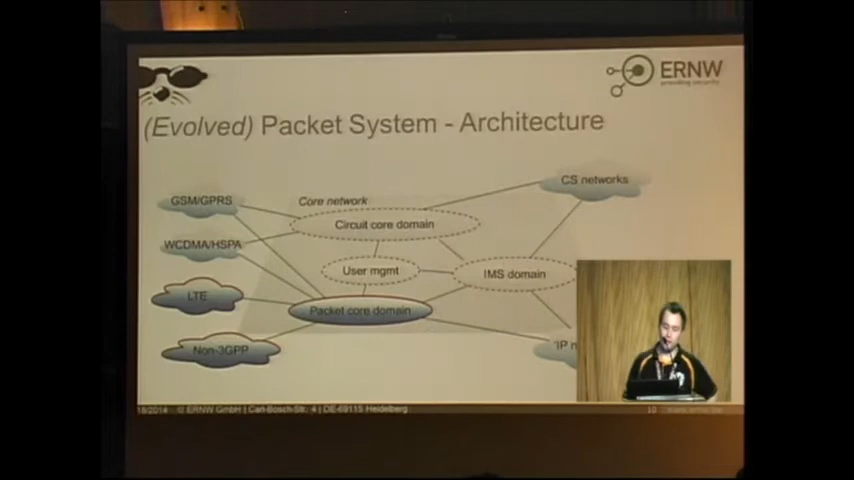 ERNW
providing security.
(Evolved) Packet System - Architecture
CS networks
GSM/GPRS
Core network
Circuit core domain
WCDMA/HSPA
User mgmt
IMS domain
LTE
Packet core domain
Non-3GPP
IP n
© ERNW GmbH | Carl-Bosch-Str. 4 | DE-69115 Heidelberg
10